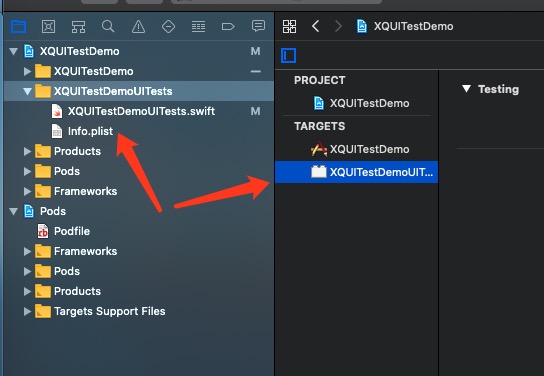 XQUITestDemo M
XQUITestDemo —
XQUITestDemoUITests
XQUITestDemoUITests.swift M
Info.plist
Products
Pods
Frameworks
Pods
Podfile
Frameworks
Pods
Products
Targets Support Files
XQUITestDemo
PROJECT
XQUITestDemo
TARGETS
XQUITestDemo
XQUITestDemoUIT...
Testing